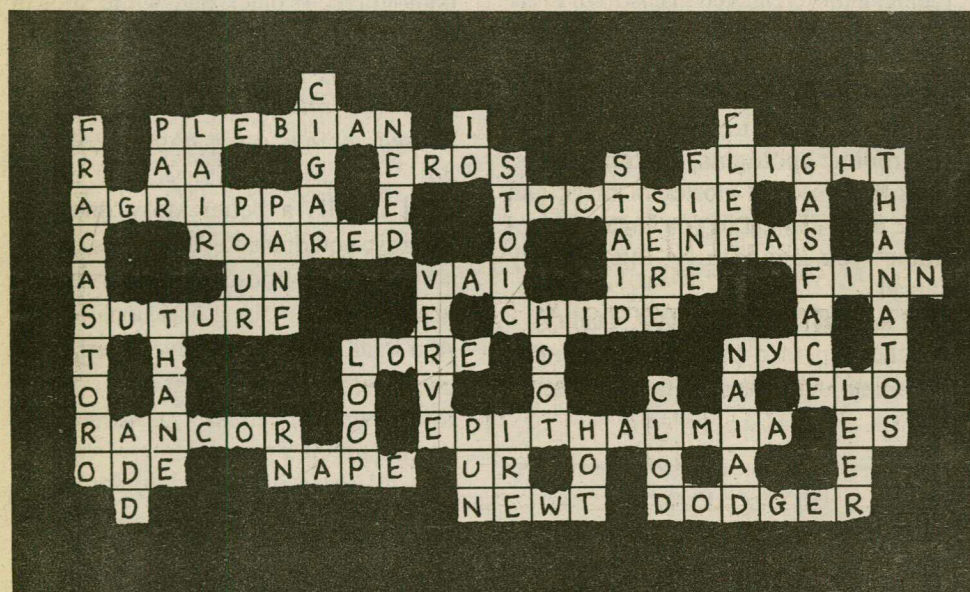 C
F PLEBIAN I F
R AA G EROS S FLIGHT
AGRIPPA E TOOTSIE A H
C ROARED O AENEAS A
A UN VAI IRE FINN
SUTURE E CHIDE A A
T H LORE O NYC T
O A O V O C A ELO
RANCOR O EPITHALMIA ES
ODE NAPE UR O O A E
D NEWT DODGER